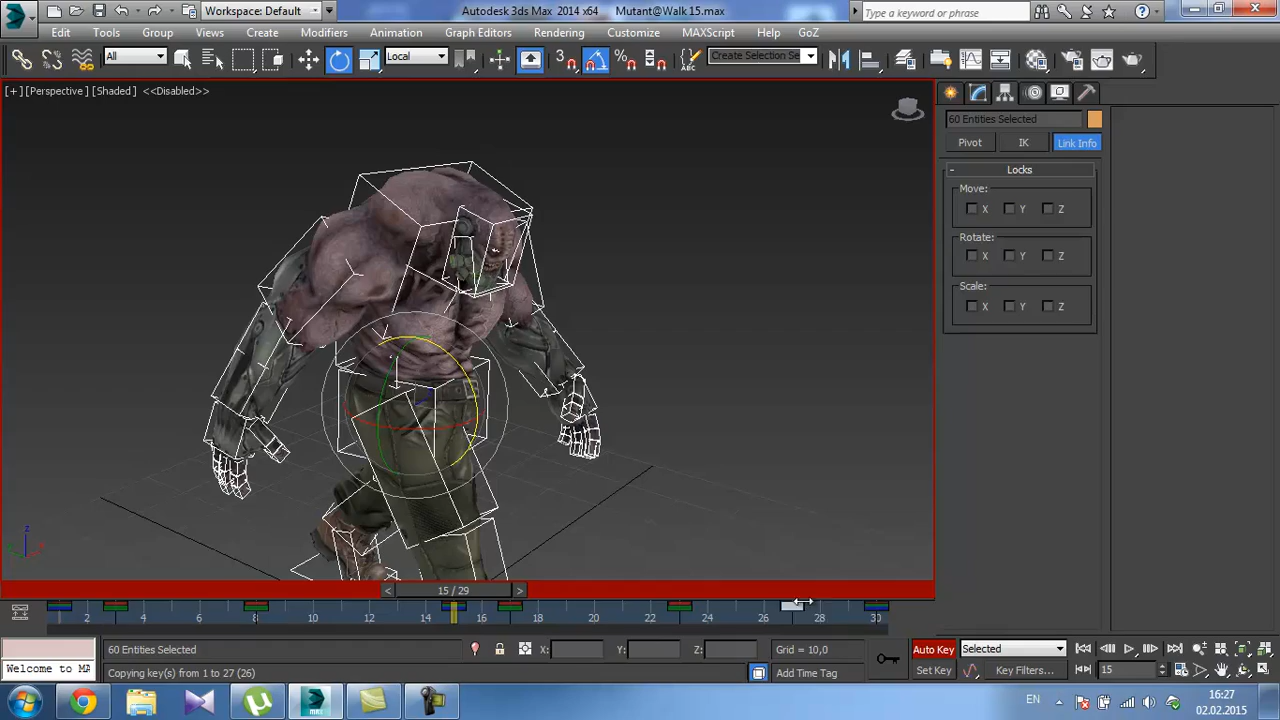 Workspace: Default
Autodesk 3ds Max 2014 x64
Mutant@Walk 15.max
Type a keyword or phrase
Edit Tools Group Views Create Modifiers Animation Graph Editors Rendering Customize MAXScript Help GoZ
All
Local
3
Create Selection Se
[+] [Perspective] [Shaded] <<Disabled>>
60 Entities Selected
Pivot IK Link Info
- Locks
Move:
X Y Z
Rotate:
X Y Z
Scale:
X Y Z
z
< 15 / 29 >
2 4 6 8 10 12 14 16 18 20 22 24 26 28 30
60 Entities Selected
X: Y: Z: Grid = 10,0
Auto Key Selected
Welcome to MA
Copying key(s) from 1 to 27 (26)
Add Time Tag
Set Key Key Filters... 15
EN
16:27
02.02.2015